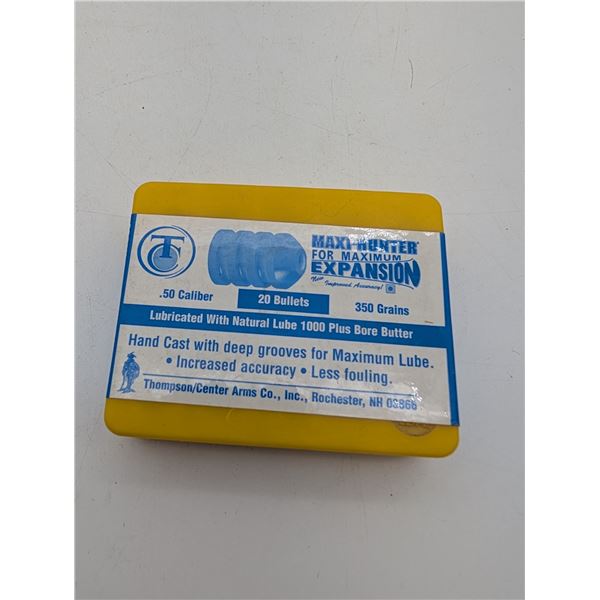 TC
MAXI-HUNTER
FOR MAXIMUM
EXPANSION
New Improved Accuracy!
.50 Caliber
20 Bullets
350 Grains
Lubricated With Natural Lube 1000 Plus Bore Butter
Hand Cast with deep grooves for Maximum Lube.
• Increased accuracy • Less fouling.
Thompson/Center Arms Co., Inc., Rochester, NH 03866